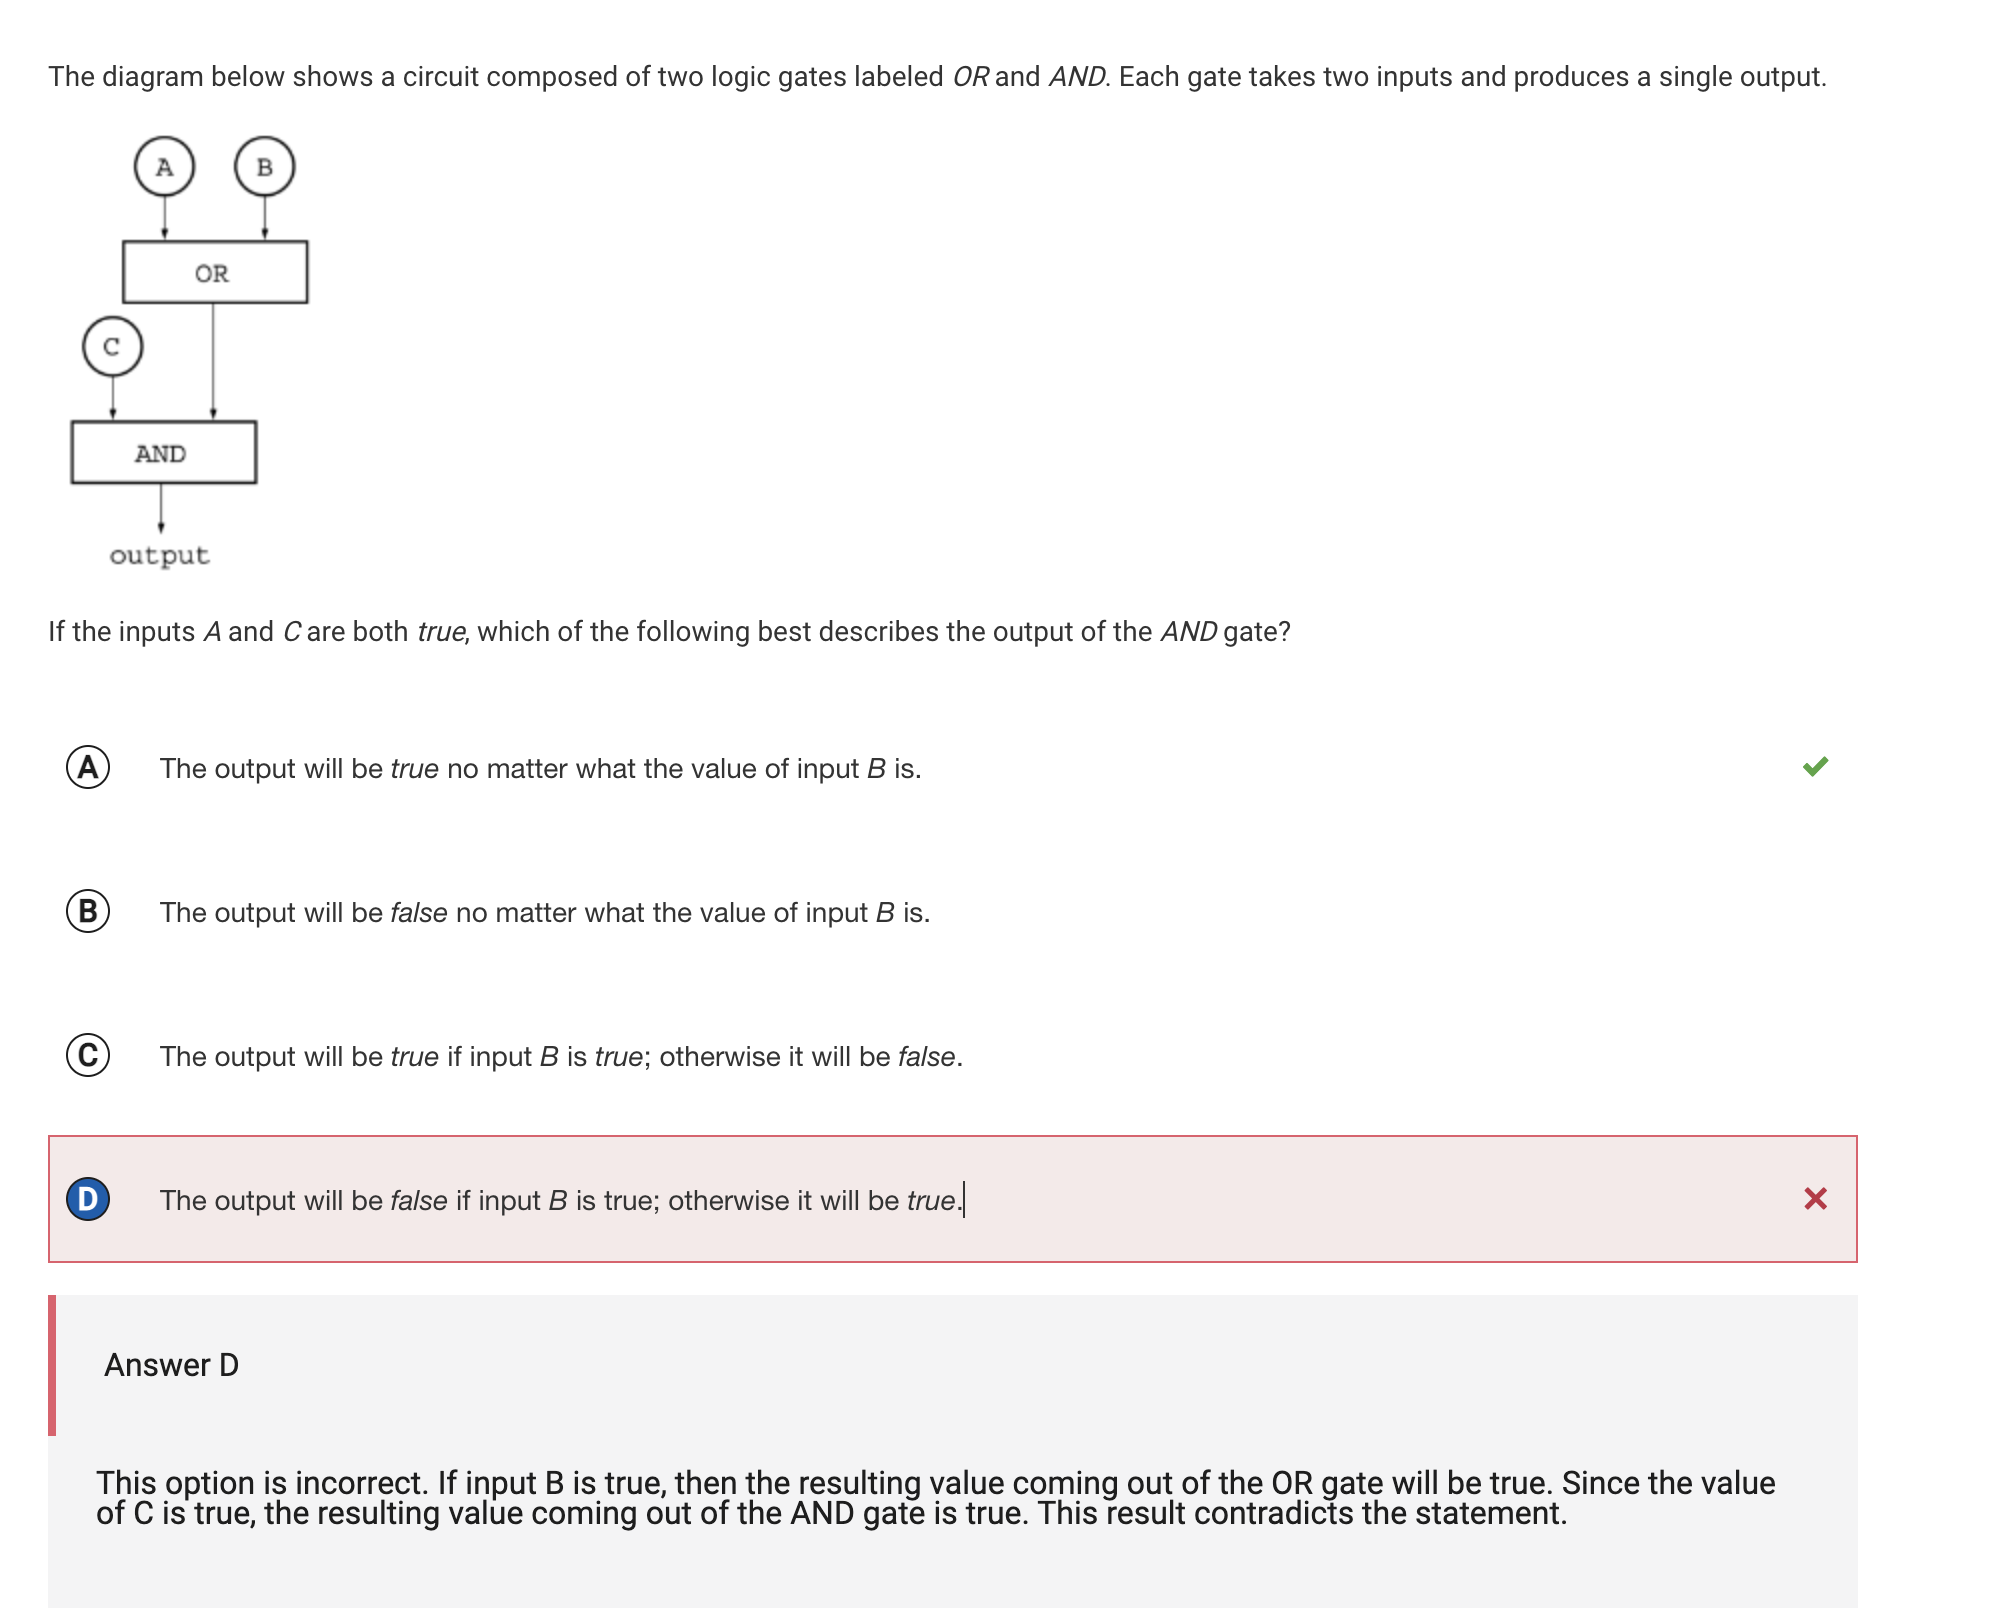 The diagram below shows a circuit composed of two logic gates labeled OR and AND. Each gate takes two inputs and produces a single output.
A B
OR
C
AND
output
If the inputs A and C are both true, which of the following best describes the output of the AND gate?
A The output will be true no matter what the value of input B is.
B The output will be false no matter what the value of input B is.
C The output will be true if input B is true; otherwise it will be false.
D The output will be false if input B is true; otherwise it will be true.
Answer D
This option is incorrect. If input B is true, then the resulting value coming out of the OR gate will be true. Since the value
of C is true, the resulting value coming out of the AND gate is true. This result contradicts the statement.